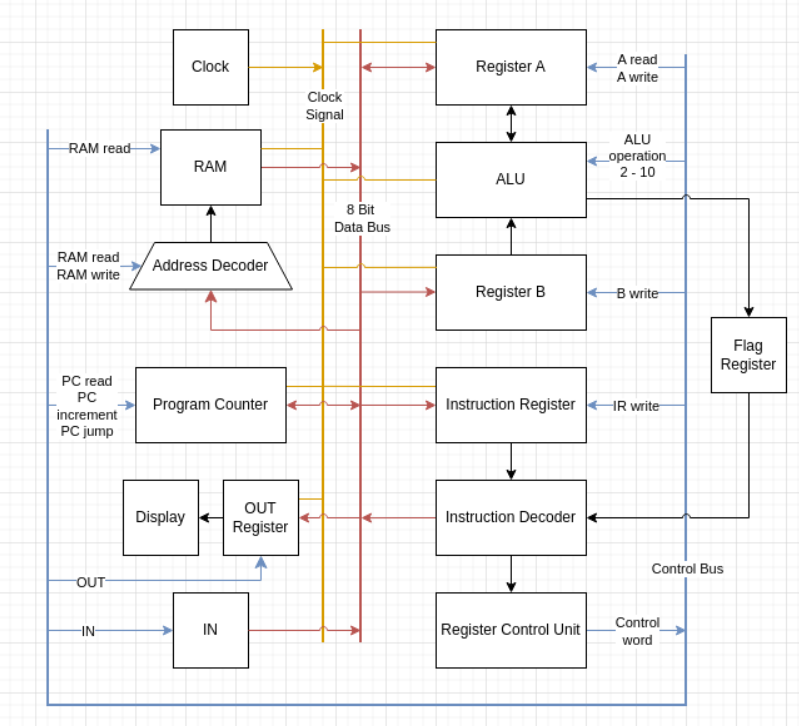 Clock
Clock
Signal
Register A
A read
A write
RAM read
RAM
ALU
ALU
operation
2 - 10
8 Bit
Data Bus
RAM read
RAM write
Address Decoder
Register B
B write
Flag
Register
PC read
PC
increment
PC jump
Program Counter
Instruction Register
IR write
Display
OUT
Register
Instruction Decoder
Control Bus
OUT
IN
IN
Register Control Unit
Control
word